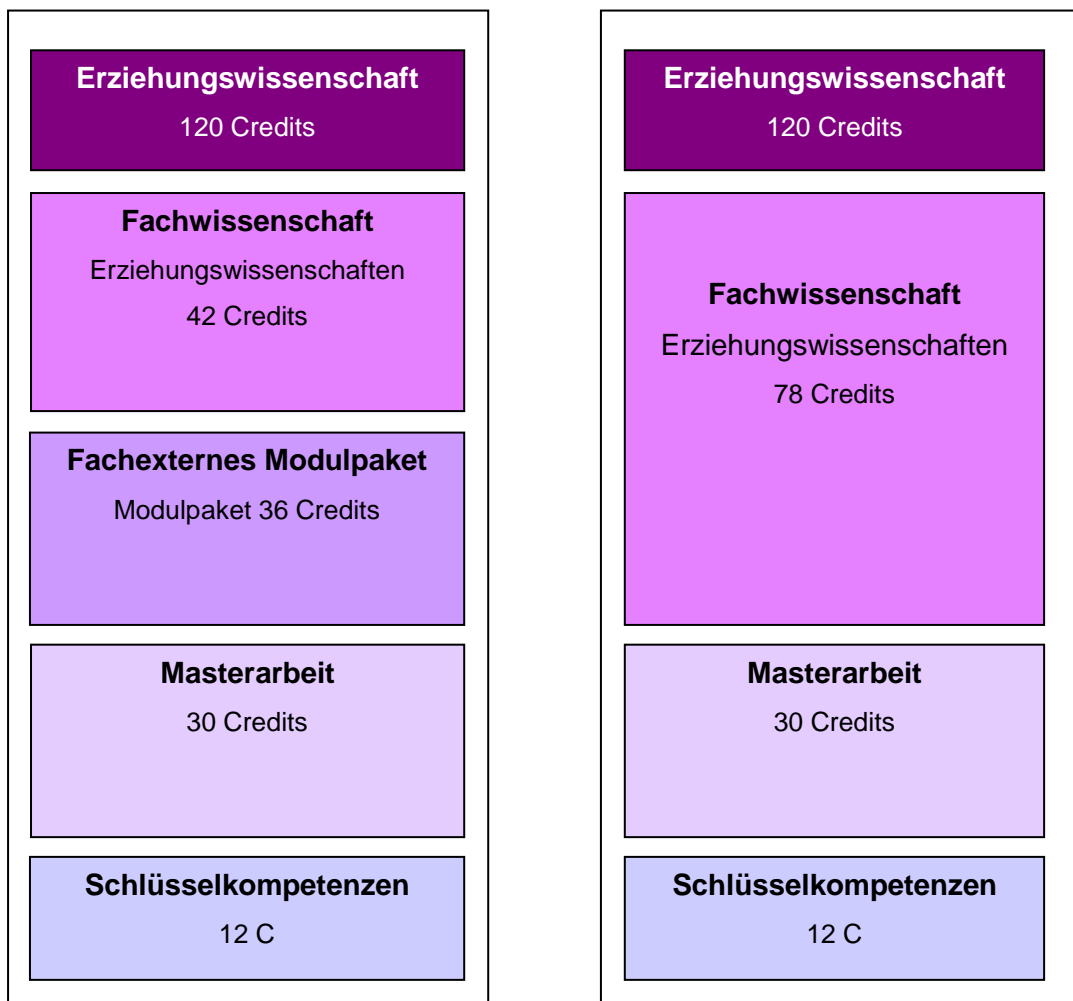 Erziehungswissenschaft
120 Credits
Fachwissenschaft
Erziehungswissenschaften
42 Credits
Fachexternes Modulpaket
Modulpaket 36 Credits
Masterarbeit
30 Credits
Schlüsselkompetenzen
12 C
Erziehungswissenschaft
120 Credits
Fachwissenschaft
Erziehungswissenschaften
78 Credits
Masterarbeit
30 Credits
Schlüsselkompetenzen
12 C